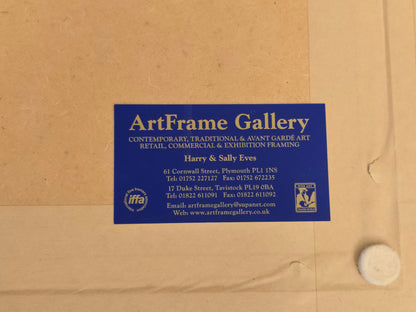 ArtFrame Gallery
CONTEMPORARY, TRADITIONAL & AVANT GARDÉ ART
RETAIL, COMMERCIAL & EXHIBITION FRAMING
Harry & Sally Eves
61 Cornwall Street, Plymouth PL1 1NS
Tel: 01752 227127 Fax: 01752 672235
17 Duke Street, Tavistock PL19 0BA
Tel: 01822 611091 Fax: 01822 611092
Email: artframegallery@supanet.com
Web: www.artframegallery.co.uk
iffa